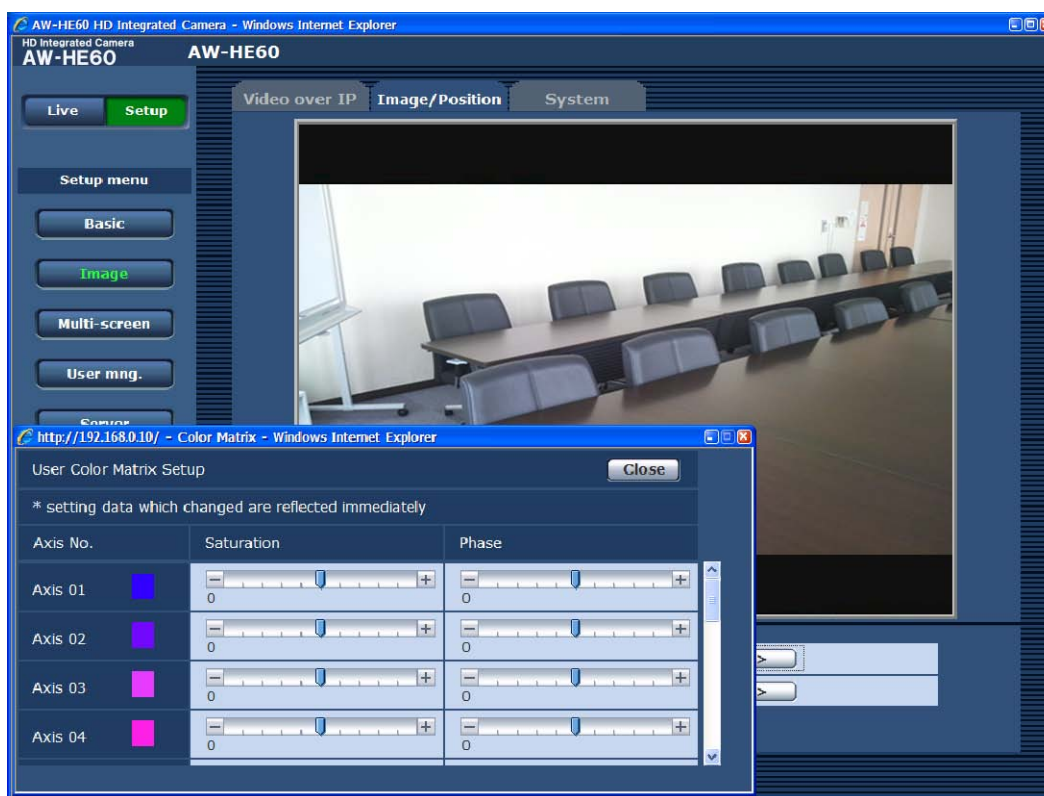 AW-HE60 HD Integrated Camera - Windows Internet Explorer
HD Integrated Camera
AW-HE60
AW-HE60
Live
Setup
Video over IP
Image/Position
System
Setup menu
Basic
Image
Multi-screen
User mng.
Server
http://192.168.0.10/ - Color Matrix - Windows Internet Explorer
User Color Matrix Setup
Close
* setting data which changed are reflected immediately
Axis No.
Saturation
Phase
Axis 01
- +
0
- +
0
Axis 02
- +
0
- +
0
Axis 03
- +
0
- +
0
Axis 04
- +
0
- +
0
>
>